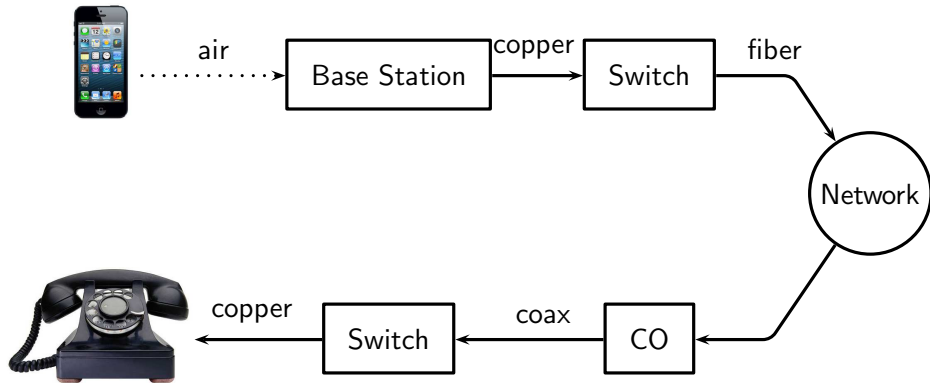 air
Base Station
copper
Switch
fiber
Network
copper
Switch
coax
CO